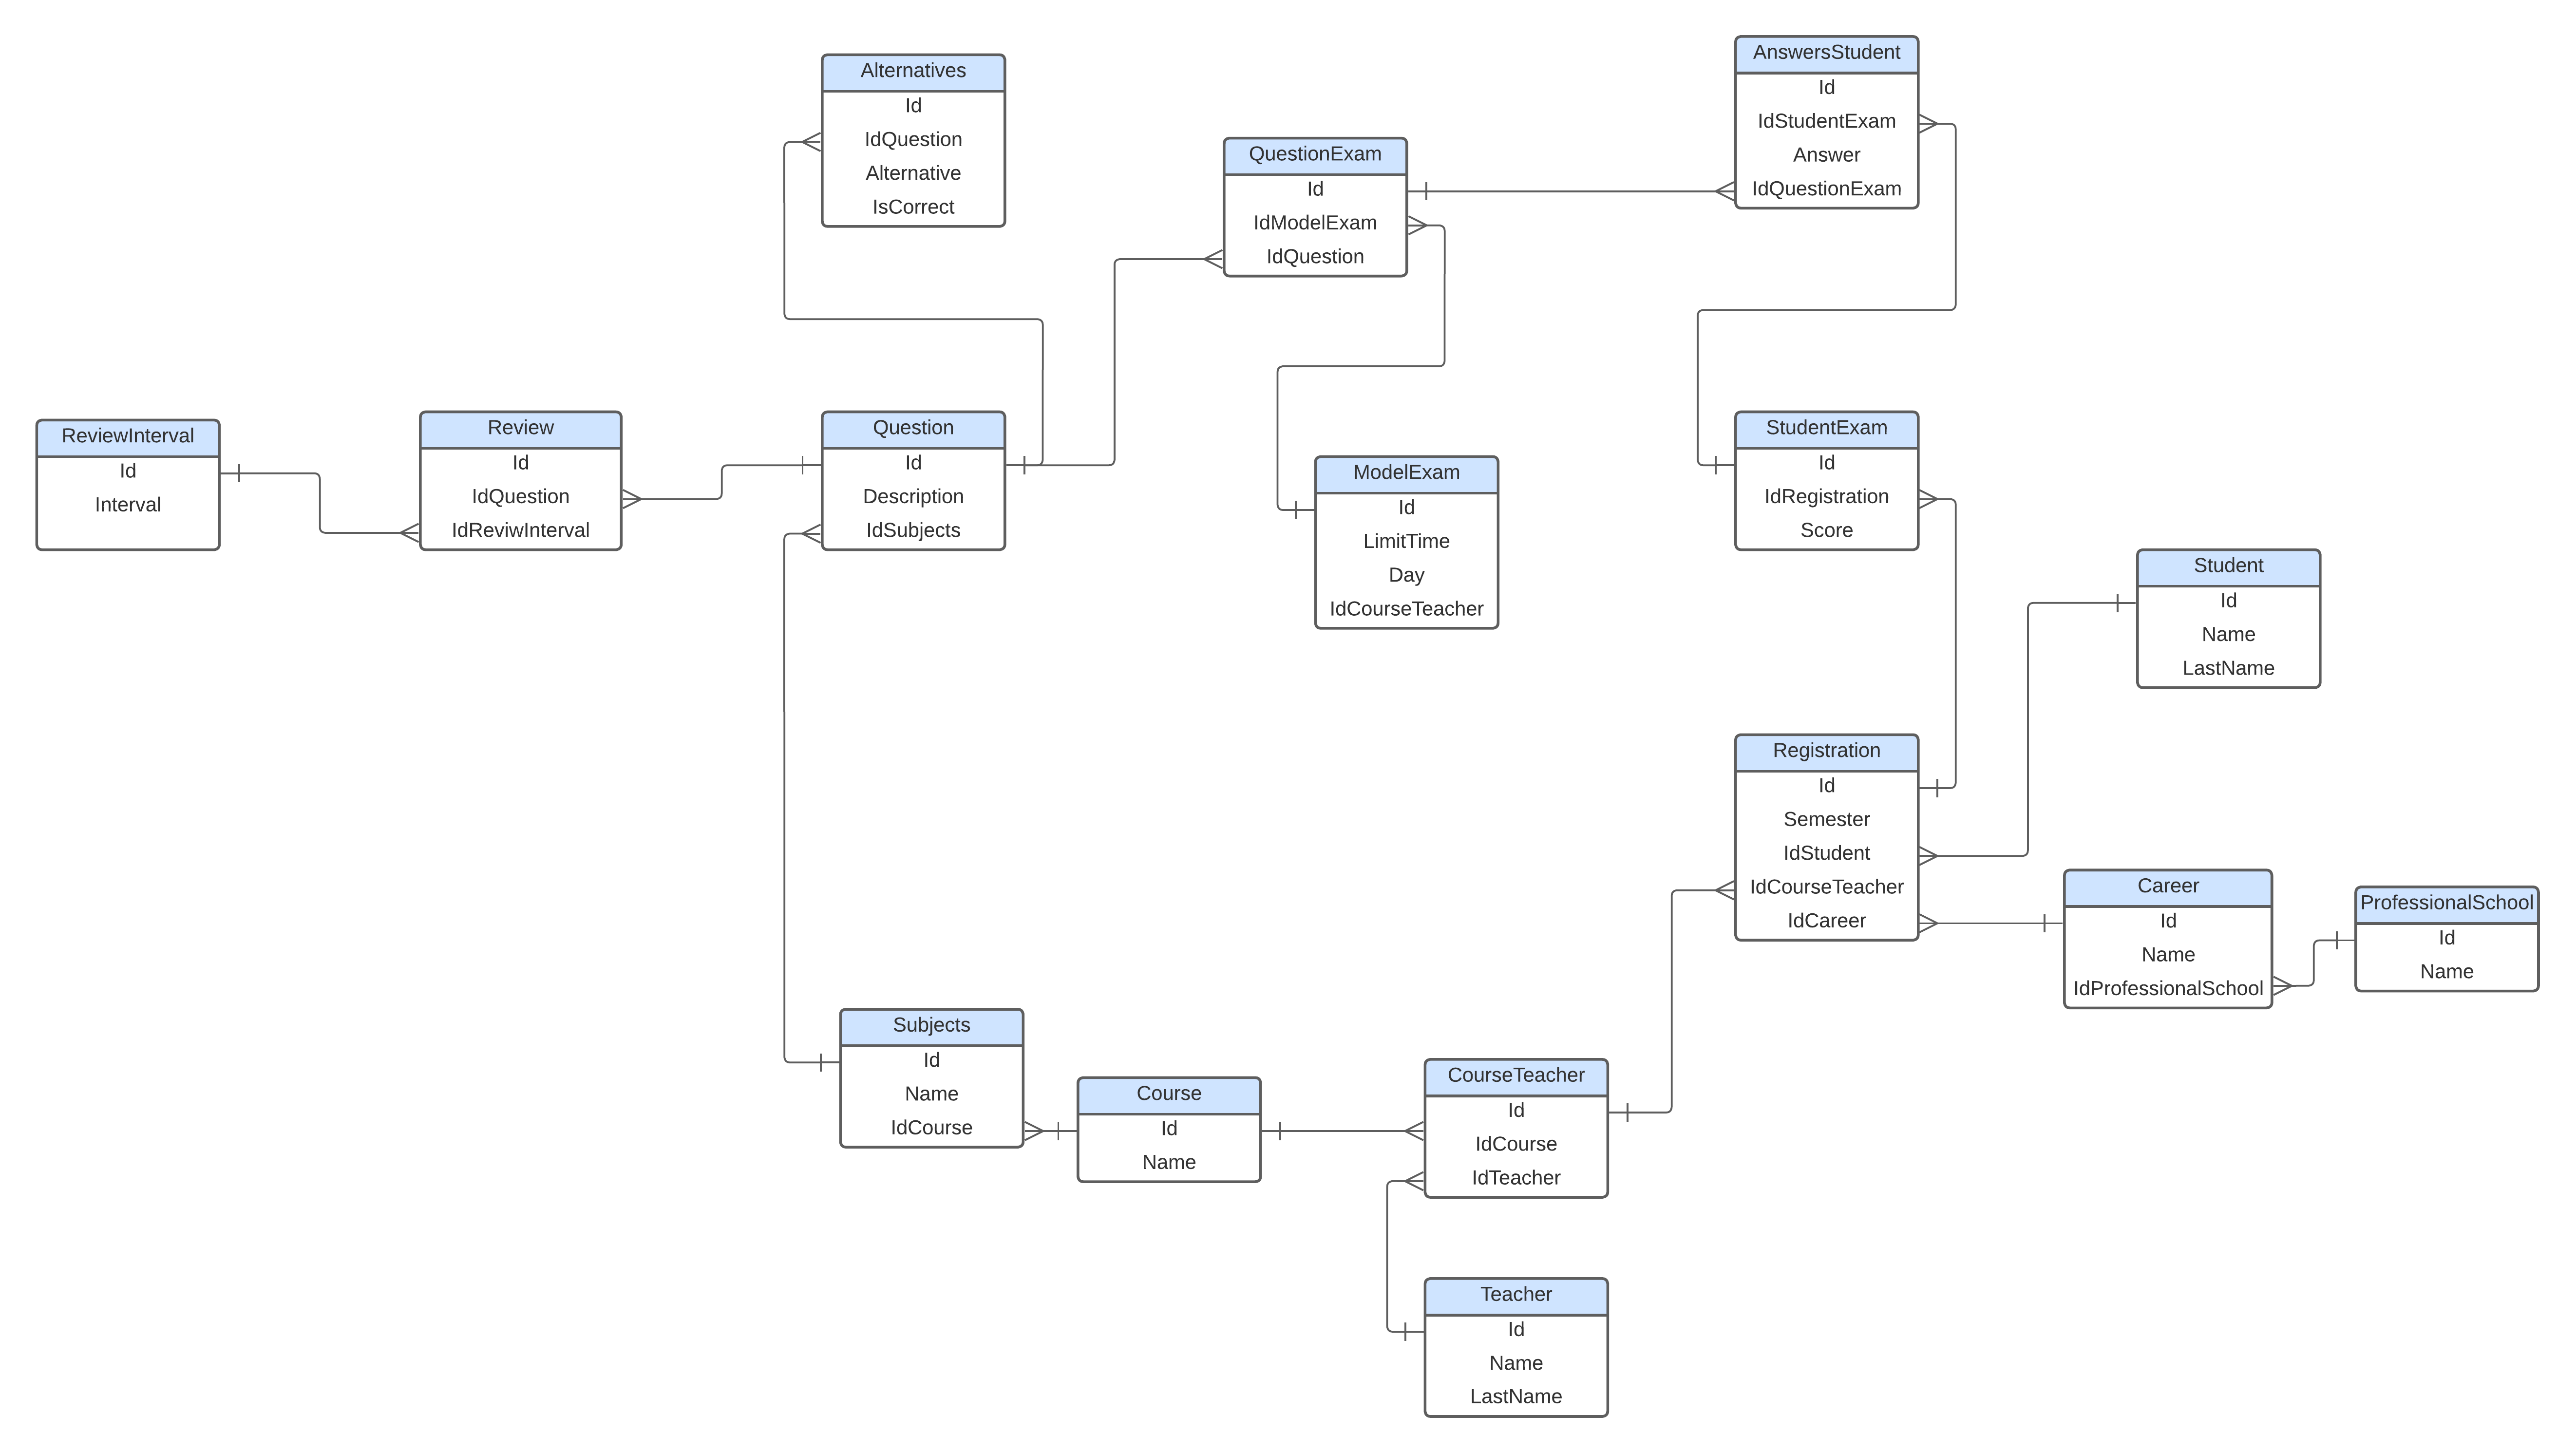 Alternatives
Id
IdQuestion
Alternative
IsCorrect
QuestionExam
Id
IdModelExam
IdQuestion
AnswersStudent
Id
IdStudentExam
Answer
IdQuestionExam
ReviewInterval
Id
Interval
Review
Id
IdQuestion
IdReviwInterval
Question
Id
Description
IdSubjects
ModelExam
Id
LimitTime
Day
IdCourseTeacher
StudentExam
Id
IdRegistration
Score
Student
Id
Name
LastName
Registration
Id
Semester
IdStudent
IdCourseTeacher
IdCareer
Career
Id
Name
IdProfessionalSchool
ProfessionalSchool
Id
Name
Subjects
Id
Name
IdCourse
Course
Id
Name
CourseTeacher
Id
IdCourse
IdTeacher
Teacher
Id
Name
LastName